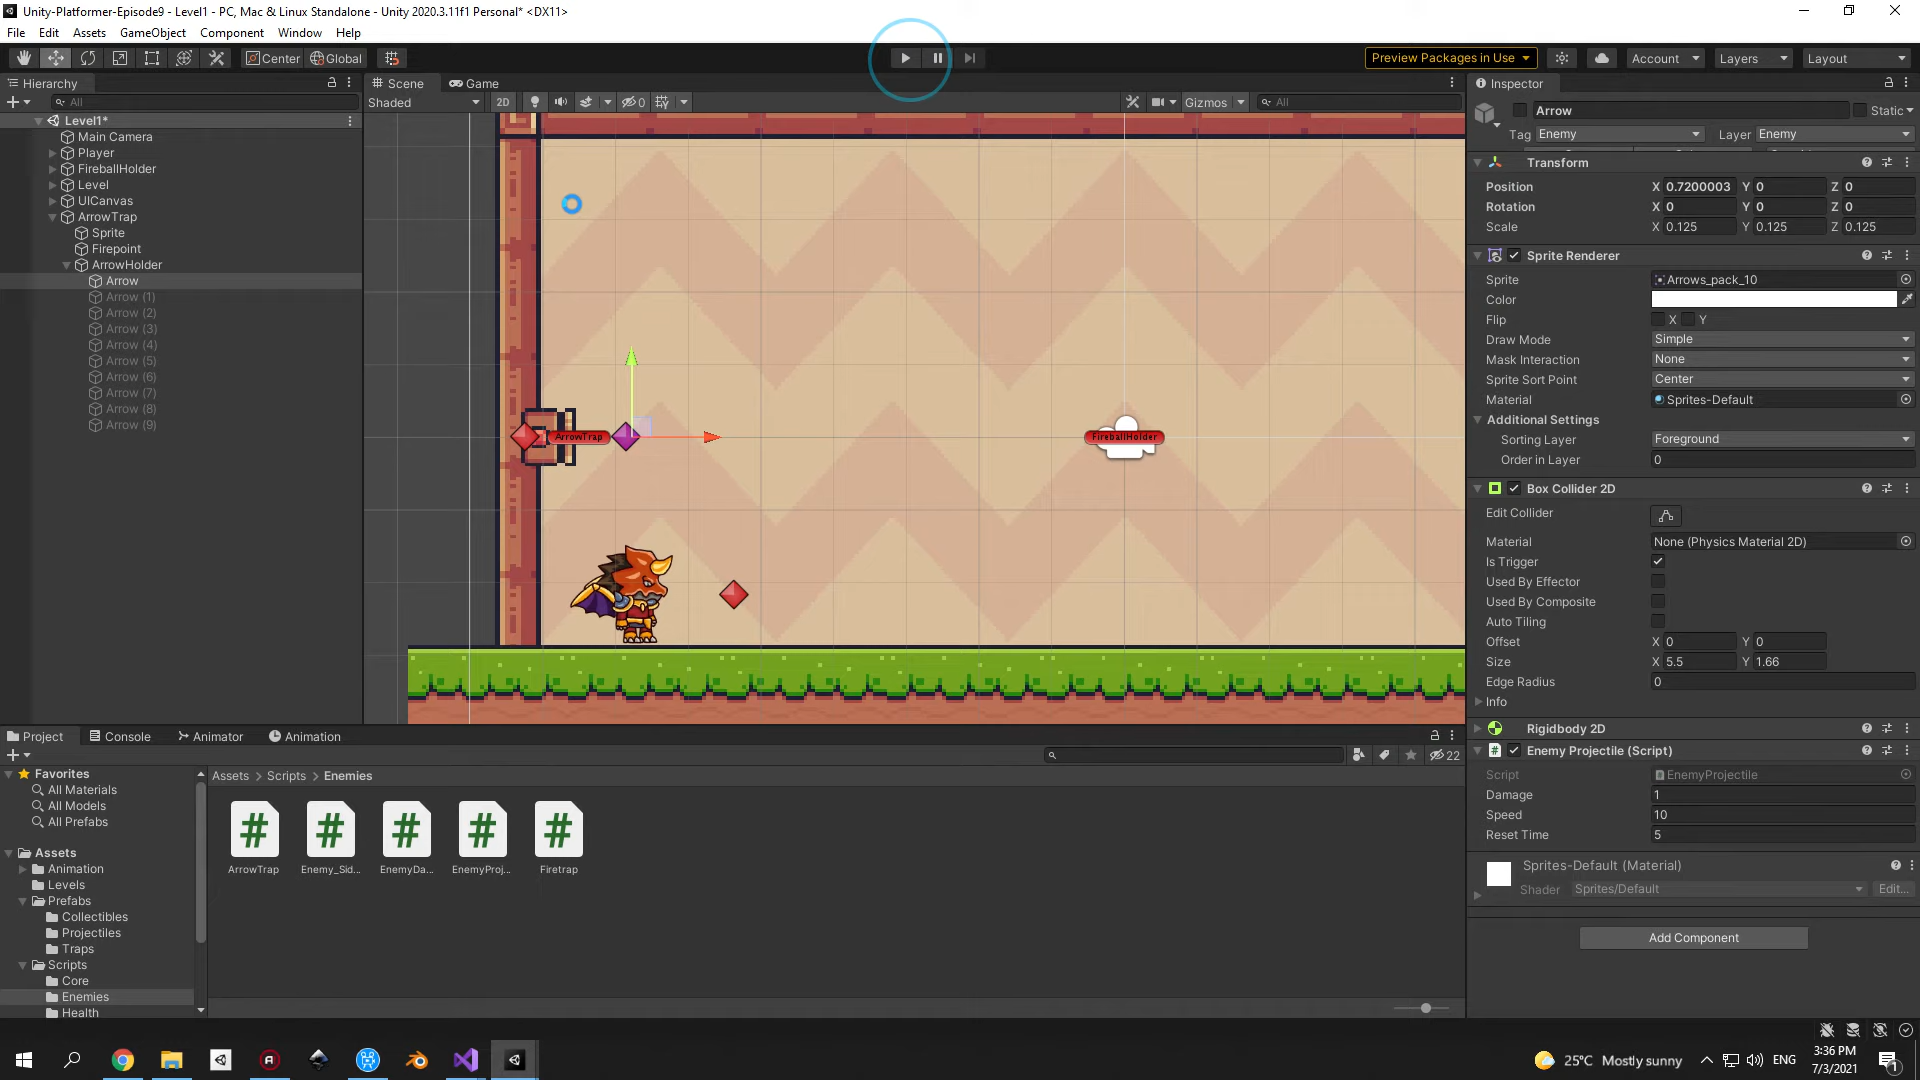 Unity-Platformer-Episode9 - Level1 - PC, Mac & Linux Standalone - Unity 2020.3.11f1 Personal* <DX11>
File Edit Assets GameObject Component Window Help
Center Global
Preview Packages in Use Account Layers Layout
Hierarchy
All
Level1*
Main Camera
Player
FireballHolder
Level
UICanvas
ArrowTrap
Sprite
Firepoint
ArrowHolder
Arrow
Arrow (1)
Arrow (2)
Arrow (3)
Arrow (4)
Arrow (5)
Arrow (6)
Arrow (7)
Arrow (8)
Arrow (9)
Scene Game
Shaded 2D 0 Gizmos All
ArrowTrap
FireballHolder
Inspector
Arrow Static
Tag Enemy Layer Enemy
Transform
Position X 0.7200003 Y 0 Z 0
Rotation X 0 Y 0 Z 0
Scale X 0.125 Y 0.125 Z 0.125
Sprite Renderer
Sprite Arrows_pack_10
Color
Flip X Y
Draw Mode Simple
Mask Interaction None
Sprite Sort Point Center
Material Sprites-Default
Additional Settings
Sorting Layer Foreground
Order in Layer 0
Box Collider 2D
Edit Collider
Material None (Physics Material 2D)
Is Trigger
Used By Effector
Used By Composite
Auto Tiling
Offset X 0 Y 0
Size X 5.5 Y 1.66
Edge Radius 0
Info
Rigidbody 2D
Enemy Projectile (Script)
Script EnemyProjectile
Damage 1
Speed 10
Reset Time 5
Sprites-Default (Material)
Shader Sprites/Default Edit...
Add Component
Project Console Animator Animation
22
Favorites
All Materials
All Models
All Prefabs
Assets
Animation
Levels
Prefabs
Collectibles
Projectiles
Traps
Scripts
Core
Enemies
Health
Assets > Scripts > Enemies
ArrowTrap Enemy_Sid... EnemyDa... EnemyProj... Firetrap
25°C Mostly sunny ENG 3:36 PM
7/3/2021
1